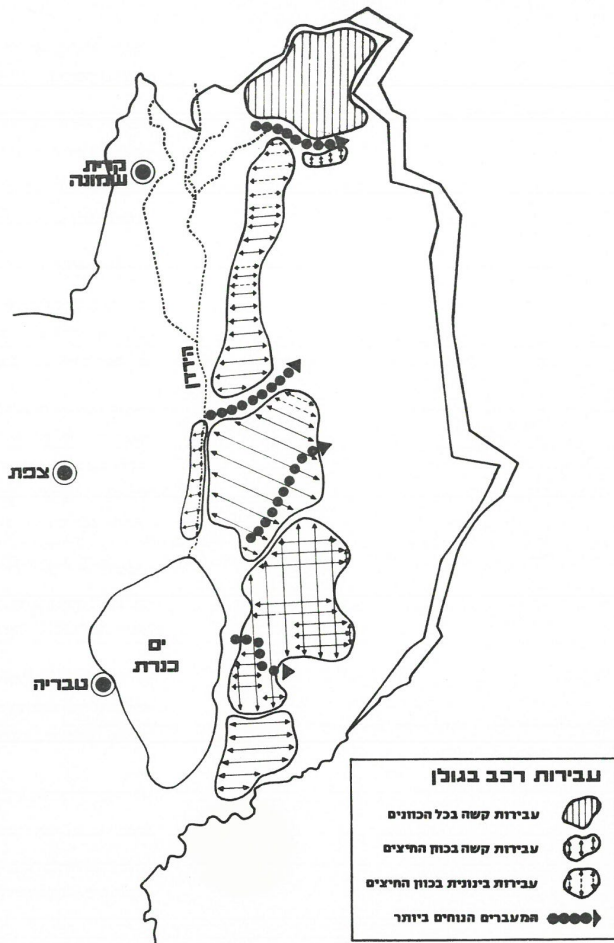 קרית
שמונה
הירדן
צפת
ים
כנרת
טבריה
עבירות רכב בגולן
עבירות קשה בכל הכוונים
עבירות קשה בכוון החיצים
עבירות בינונית בכוון החיצים
המעברים הנוחים ביותר